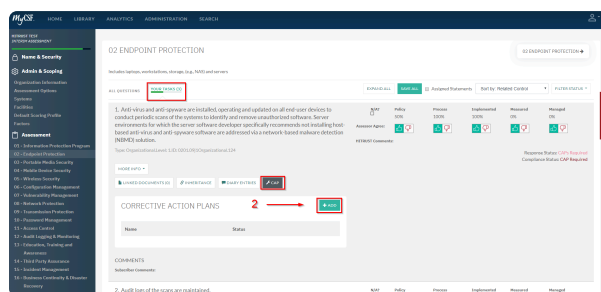 MyCSF. HOME LIBRARY ANALYTICS ADMINISTRATION SEARCH
HITRUST TEST
INTERIM ASSESSMENT
Name & Security
Admin & Scoping
Organization Information
Assessment Options
Systems
Facilities
Default Scoring Profile
Factors
Assessment
01 - Information Protection Program
02 - Endpoint Protection
03 - Portable Media Security
04 - Mobile Device Security
05 - Wireless Security
06 - Configuration Management
07 - Vulnerability Management
08 - Network Protection
09 - Transmission Protection
10 - Password Management
11 - Access Control
12 - Audit Logging & Monitoring
13 - Education, Training and
Awareness
14 - Third Party Assurance
15 - Incident Management
16 - Business Continuity & Disaster
Recovery
02 ENDPOINT PROTECTION
03 ENDPOINT PROTECTION
Includes laptops, workstations, storage, (e.g., NAS) and servers
ALL QUESTIONS YOUR TASKS (3) EXPAND ALL SAVE ALL Assigned Statements Sort by: Related Control FILTER STATUS
1. Anti-virus and anti-spyware are installed, operating and updated on all end-user devices to
conduct periodic scans of the systems to identify and remove unauthorized software. Server
environments for which the server software developer specifically recommends not installing host-
based anti-virus and anti-spyware software are addressed via a network-based malware detection
(NBMD) solution.
N/A? Policy Process Implemented Measured Managed
100% 100% 0% 0%
Assessor Agree:
HITRUST Comments:
Response Status: CAPs Required
Compliance Status: CAP Required
MORE INFO
LINKED DOCUMENTS (0) INHERITANCE DIARY ENTRIES CAP
CORRECTIVE ACTION PLANS 2 + ADD
Name Status
COMMENTS
Subscriber Comments:
2. Audit logs of the scans are maintained. N/A? Policy Process Implemented Measured Managed